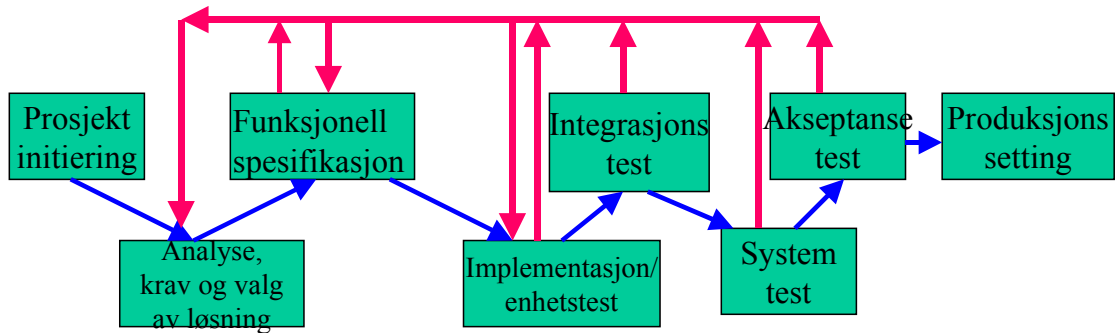 Prosjekt
initiering
Analyse,
krav og valg
av løsning
Funksjonell
spesifikasjon
Implementasjon/
enhetstest
Integrasjons
test
System
test
Akseptanse
test
Produksjons
setting